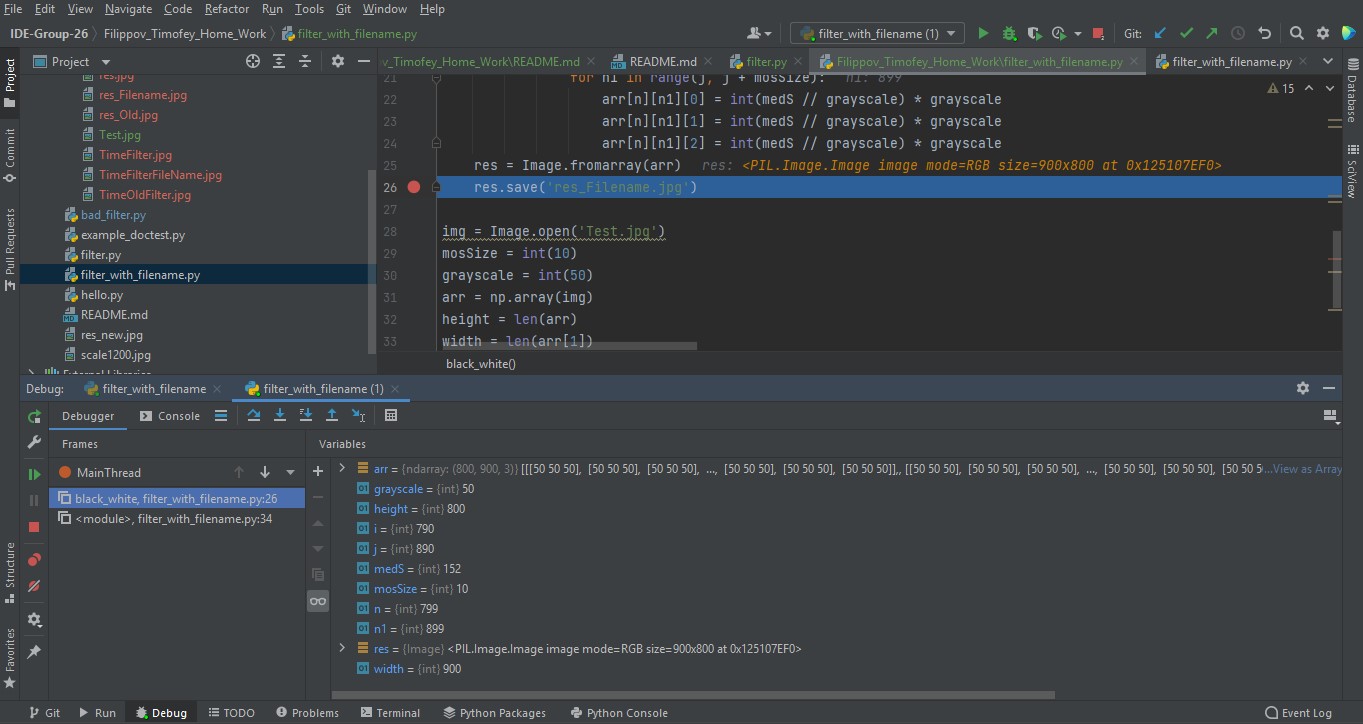 File Edit View Navigate Code Refactor Run Tools Git Window Help
IDE-Group-26 Filippov_Timofey_Home_Work filter_with_filename.py filter_with_filename (1) Git:
Project
Project
v_Timofey_Home_Work\README.md README.md filter.py Filippov_Timofey_Home_Work\filter_with_filename.py filter_with_filename.py
Database
SciView
Commit
Pull Requests
res.jpg
res_Filename.jpg
res_Old.jpg
Test.jpg
TimeFilter.jpg
TimeFilterFileName.jpg
TimeOldFilter.jpg
bad_filter.py
example_doctest.py
filter.py
filter_with_filename.py
hello.py
README.md
res_new.jpg
scale1200.jpg
External Libraries
15
21 for n1 in range(j, j + mosSize): n1: 899
22 arr[n][n1][0] = int(medS // grayscale) * grayscale
23 arr[n][n1][1] = int(medS // grayscale) * grayscale
24 arr[n][n1][2] = int(medS // grayscale) * grayscale
25 res = Image.fromarray(arr) res: <PIL.Image.Image image mode=RGB size=900x800 at 0x125107EF0>
26 res.save('res_Filename.jpg')
27
28 img = Image.open('Test.jpg')
29 mosSize = int(10)
30 grayscale = int(50)
31 arr = np.array(img)
32 height = len(arr)
33 width = len(arr[1])
black_white()
Debug: filter_with_filename filter_with_filename (1)
Debugger Console
Frames
Variables
MainThread
black_white, filter_with_filename.py:26
<module>, filter_with_filename.py:34
arr = {ndarray: (800, 900, 3)} [[[50 50 50], [50 50 50], [50 50 50], ..., [50 50 50], [50 50 50], [50 50 50]],, [[50 50 50], [50 50 50], [50 50 50], ..., [50 50 50], [50 50 50], [50 50 5...View as Array
grayscale = {int} 50
height = {int} 800
i = {int} 790
j = {int} 890
medS = {int} 152
mosSize = {int} 10
n = {int} 799
n1 = {int} 899
res = {Image} <PIL.Image.Image image mode=RGB size=900x800 at 0x125107EF0>
width = {int} 900
Structure
Favorites
Git Run Debug TODO Problems Terminal Python Packages Python Console Event Log